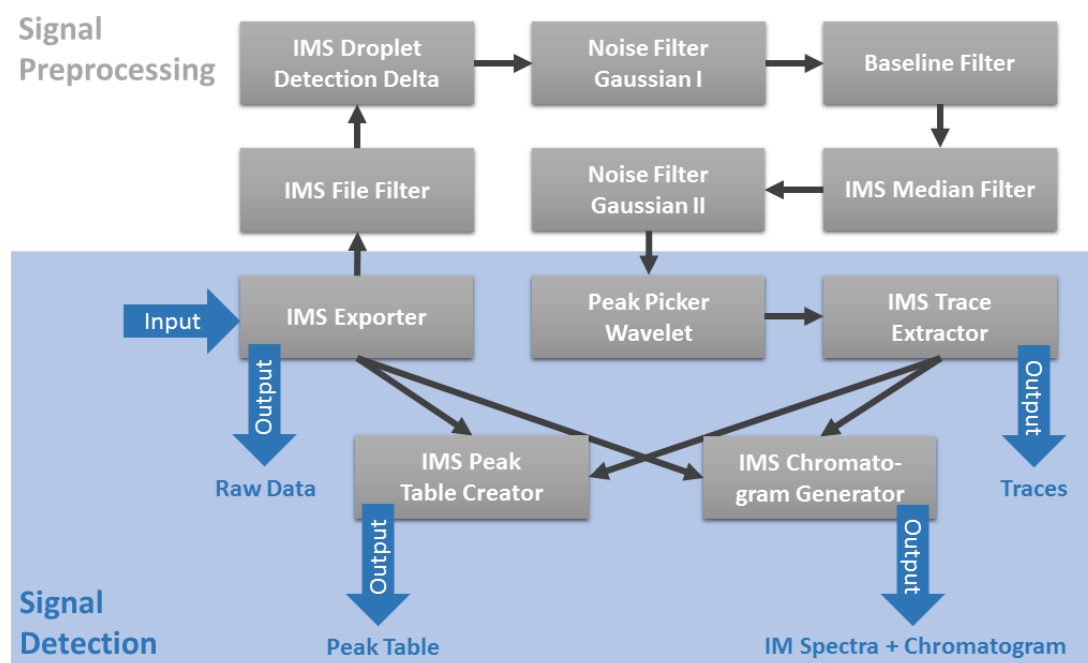 Signal
Preprocessing
IMS Droplet
Detection Delta
Noise Filter
Gaussian I
Baseline Filter
IMS File Filter
Noise Filter
Gaussian II
IMS Median Filter
Input
IMS Exporter
Peak Picker
Wavelet
IMS Trace
Extractor
Output
Output
Raw Data
IMS Peak
Table Creator
IMS Chromato-
gram Generator
Traces
Output
Output
Signal
Detection
Peak Table
IM Spectra + Chromatogram